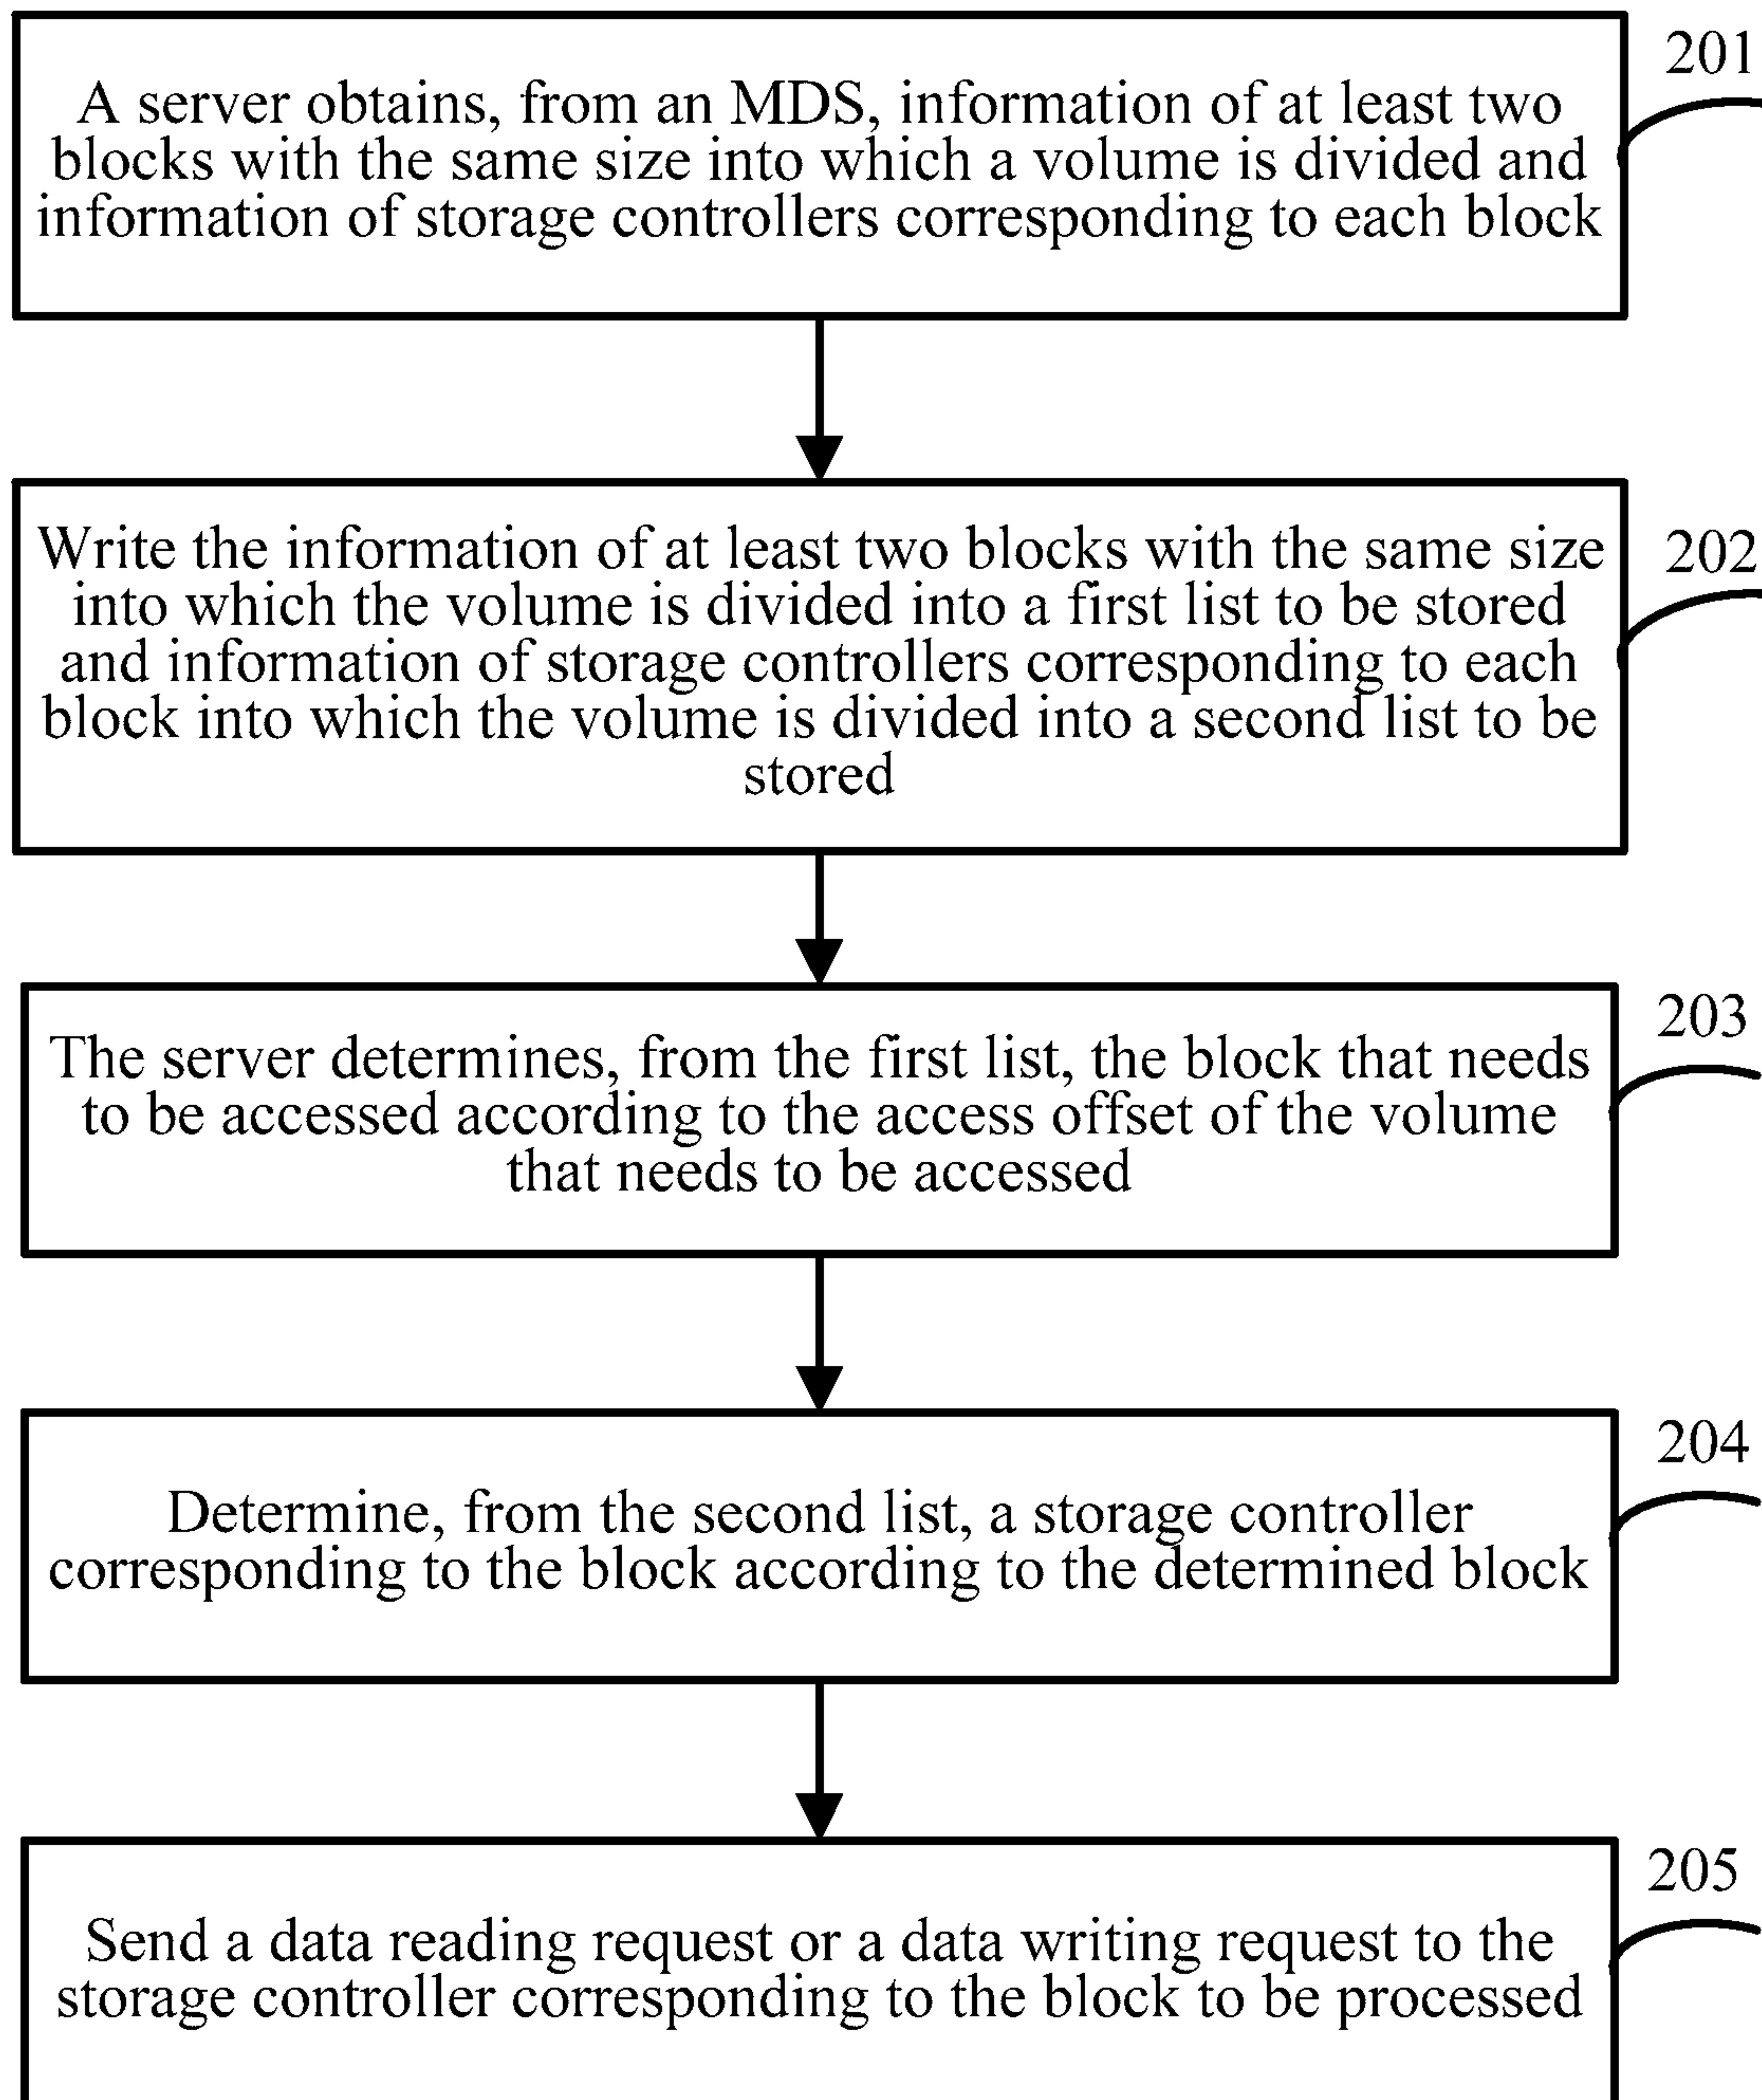 201
A server obtains, from an MDS, information of at least two
blocks with the same size into which a volume is divided and
information of storage controllers corresponding to each block
202
Write the information of at least two blocks with the same size
into which the volume is divided into a first list to be stored
and information of storage controllers corresponding to each
block into which the volume is divided into a second list to be
stored
203
The server determines, from the first list, the block that needs
to be accessed according to the access offset of the volume
that needs to be accessed
204
Determine, from the second list, a storage controller
corresponding to the block according to the determined block
205
Send a data reading request or a data writing request to the
storage controller corresponding to the block to be processed